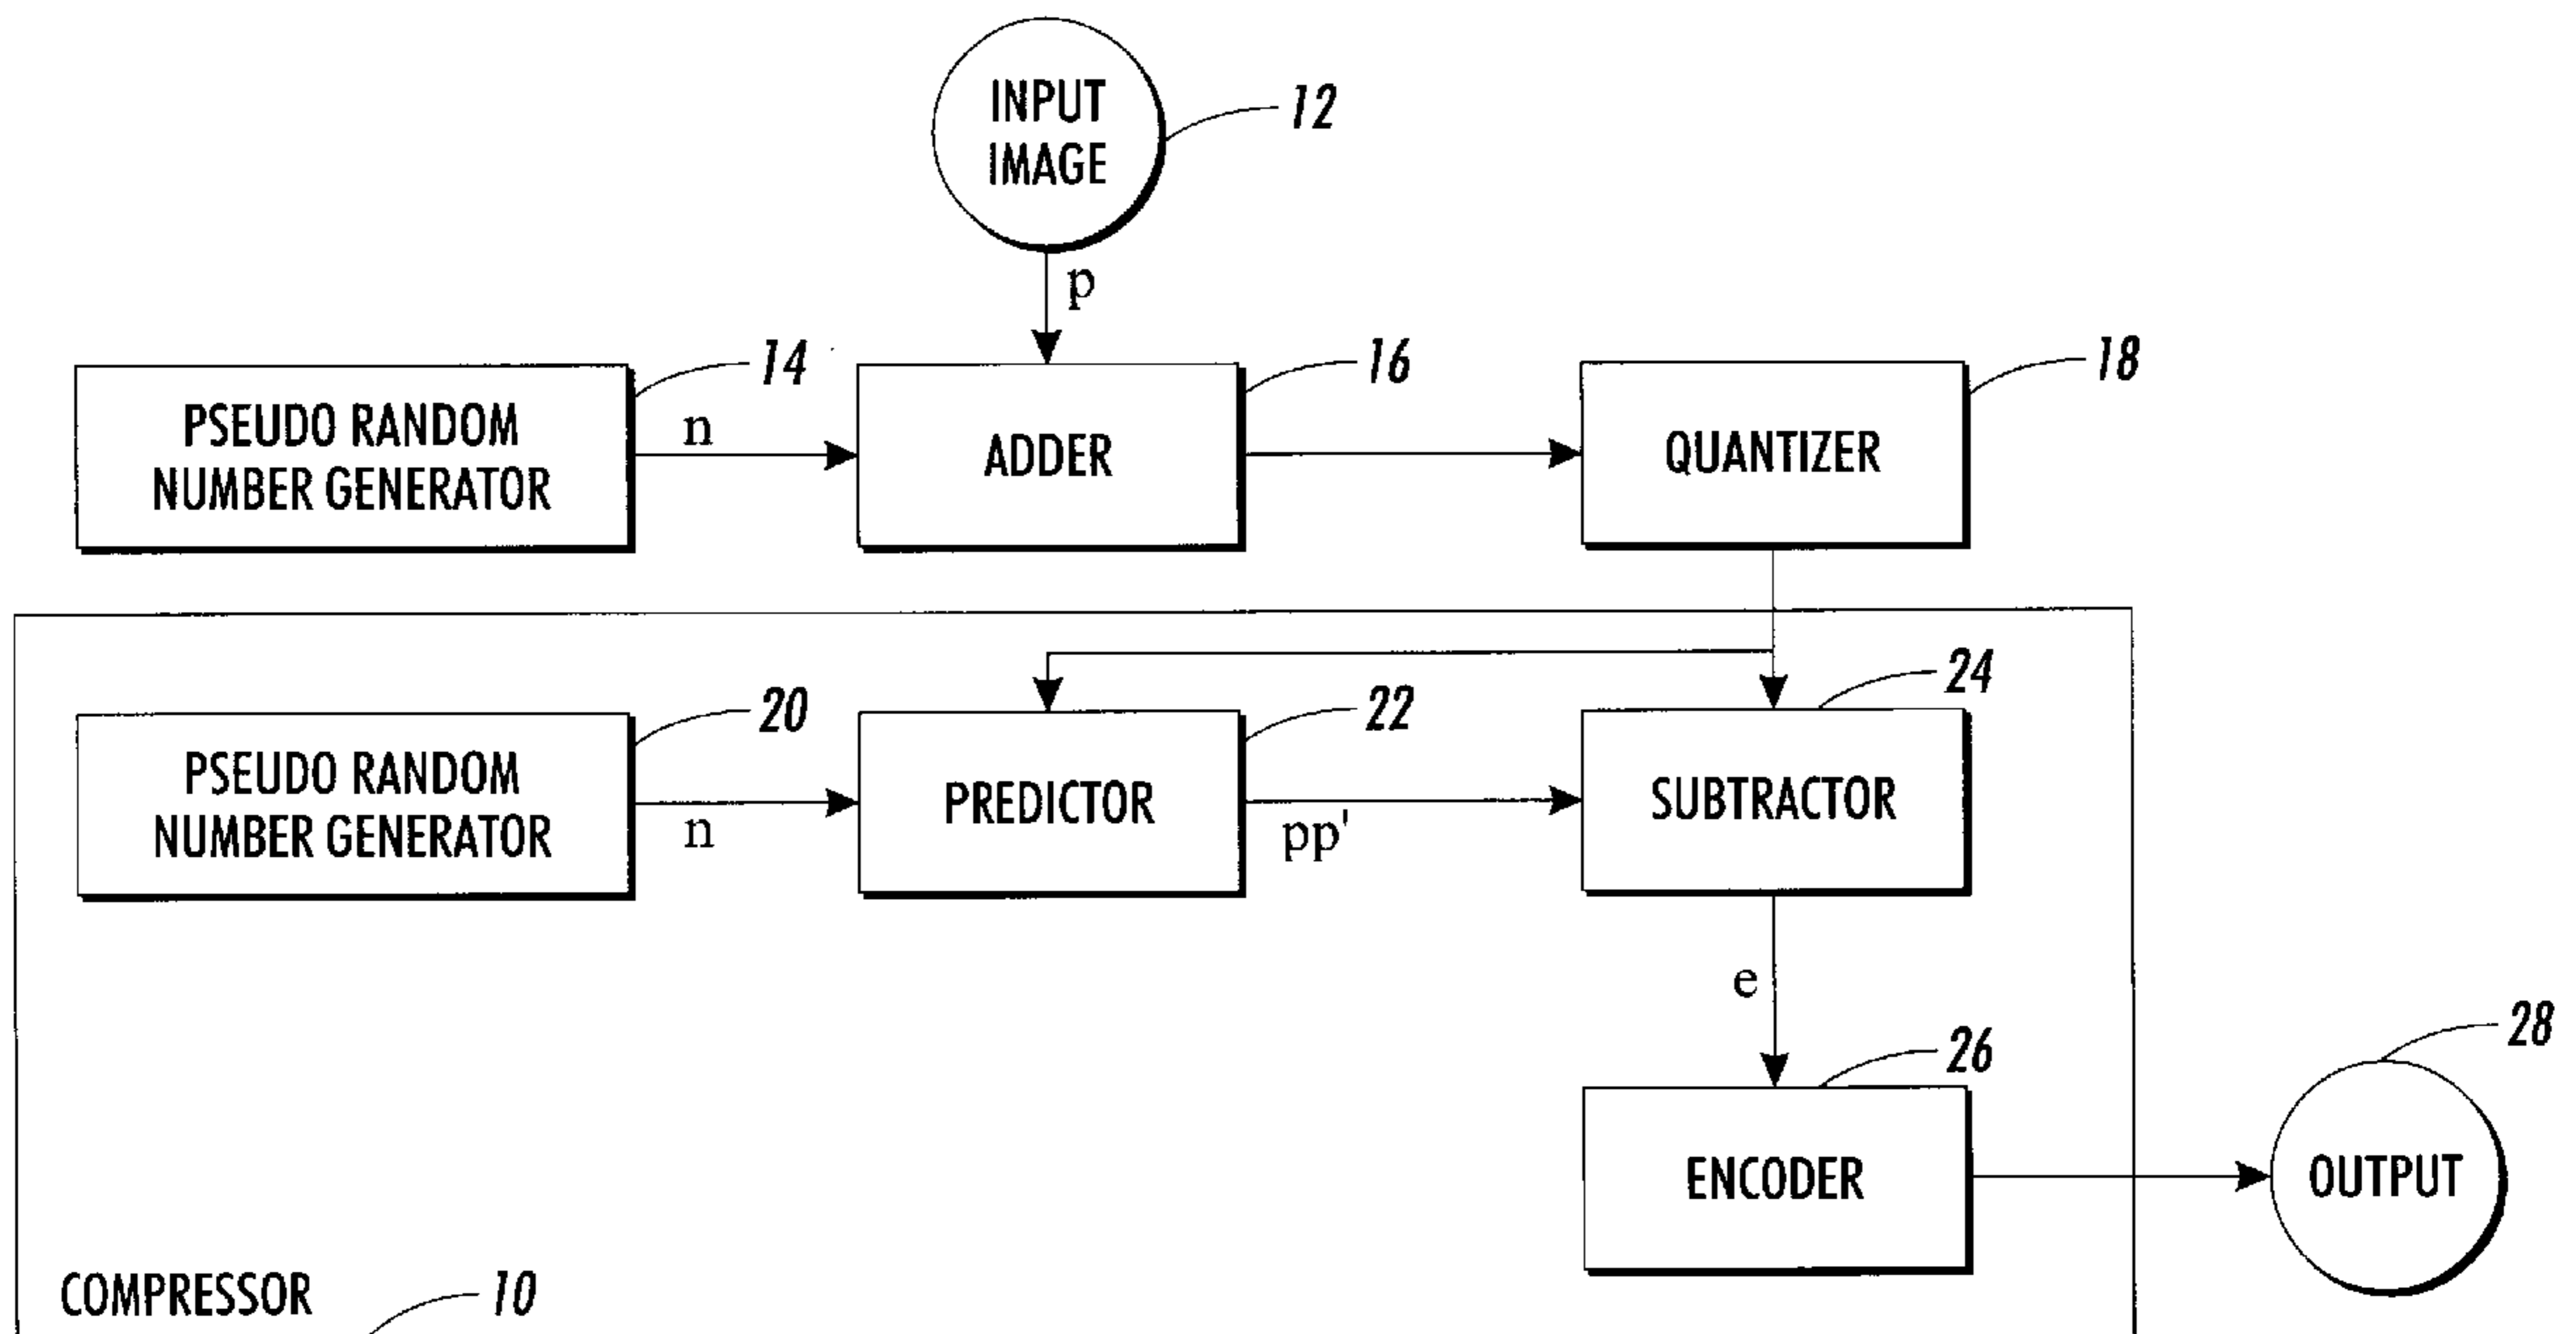 INPUT
IMAGE
12
p
PSEUDO RANDOM
NUMBER GENERATOR
14
n
ADDER
16
QUANTIZER
18
PSEUDO RANDOM
NUMBER GENERATOR
20
n
PREDICTOR
22
pp'
SUBTRACTOR
24
e
ENCODER
26
OUTPUT
28
COMPRESSOR
10